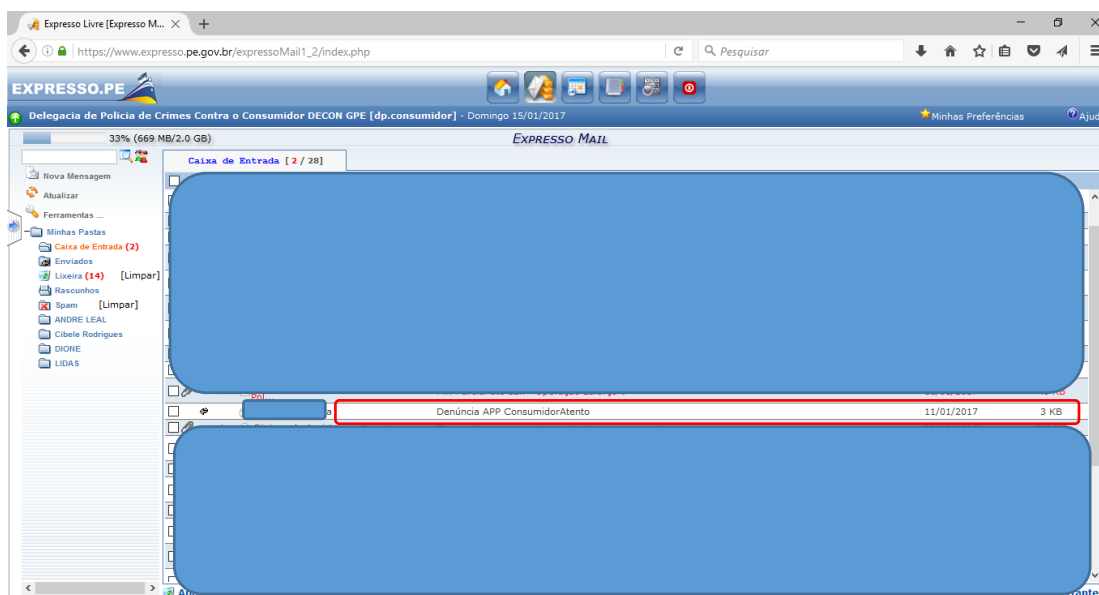 Expresso Livre [Expresso M...
https://www.expresso.pe.gov.br/expressoMail1_2/index.php
Pesquisar
EXPRESSO.PE
Delegacia de Policia de Crimes Contra o Consumidor DECON GPE [dp.consumidor] - Domingo 15/01/2017
Minhas Preferências
Ajud
33% (669 MB/2.0 GB)
EXPRESSO MAIL
Caixa de Entrada [2 / 28]
Nova Mensagem
Atualizar
Ferramentas ...
Minhas Pastas
Caixa de Entrada (2)
Enviados
Lixeira (14) [Limpar]
Rascunhos
Spam [Limpar]
ANDRE LEAL
Cibele Rodrigues
DIONE
LIDAS
Pol...
a Denúncia APP ConsumidorAtento 11/01/2017 3 KB